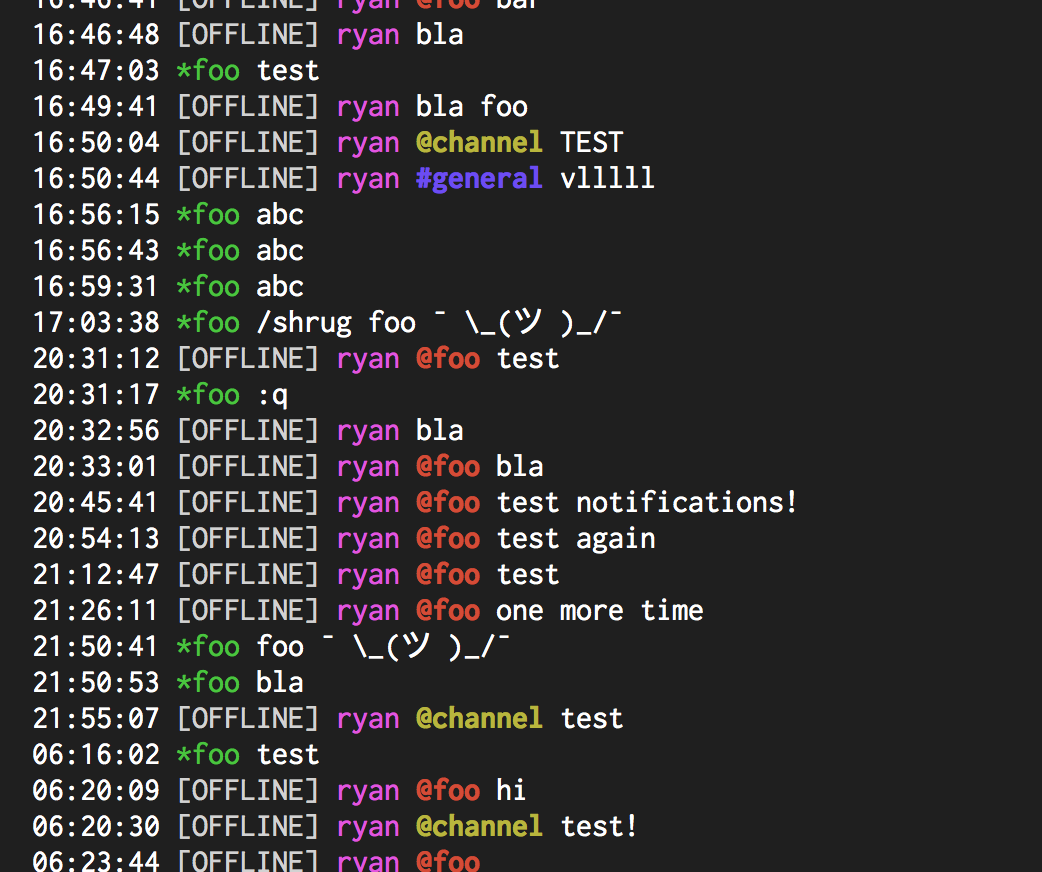 16:46:41 [OFFLINE] ryan @foo bar
16:46:48 [OFFLINE] ryan bla
16:47:03 *foo test
16:49:41 [OFFLINE] ryan bla foo
16:50:04 [OFFLINE] ryan @channel TEST
16:50:44 [OFFLINE] ryan #general vlllll
16:56:15 *foo abc
16:56:43 *foo abc
16:59:31 *foo abc
17:03:38 *foo /shrug foo ¯ \_(ツ )_/¯
20:31:12 [OFFLINE] ryan @foo test
20:31:17 *foo :q
20:32:56 [OFFLINE] ryan bla
20:33:01 [OFFLINE] ryan @foo bla
20:45:41 [OFFLINE] ryan @foo test notifications!
20:54:13 [OFFLINE] ryan @foo test again
21:12:47 [OFFLINE] ryan @foo test
21:26:11 [OFFLINE] ryan @foo one more time
21:50:41 *foo foo ¯ \_(ツ )_/¯
21:50:53 *foo bla
21:55:07 [OFFLINE] ryan @channel test
06:16:02 *foo test
06:20:09 [OFFLINE] ryan @foo hi
06:20:30 [OFFLINE] ryan @channel test!
06:23:44 [OFFLINE] ryan @foo